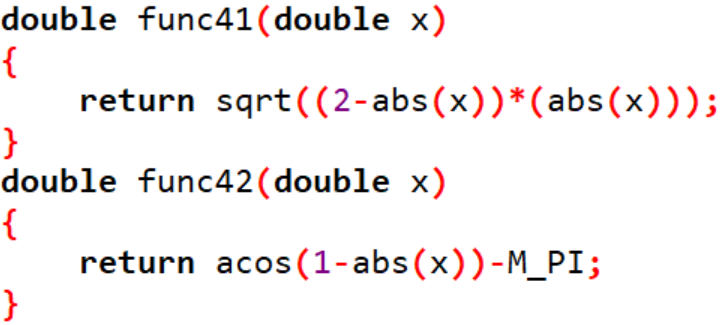 double func41(double x)
{
    return sqrt((2-abs(x))*(abs(x)));
}
double func42(double x)
{
    return acos(1-abs(x))-M_PI;
}